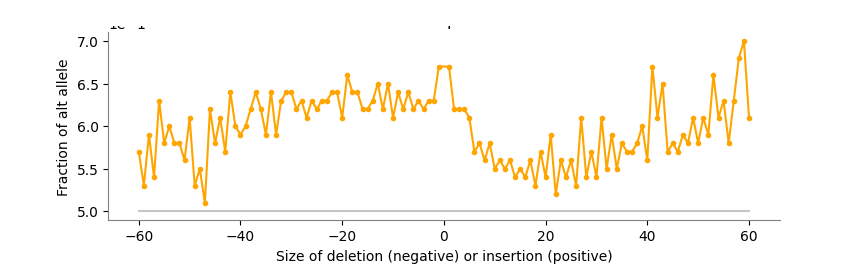 7.0
6.5
6.0
5.5
5.0
Fraction of alt allele
−60 −40 −20 0 20 40 60
Size of deletion (negative) or insertion (positive)